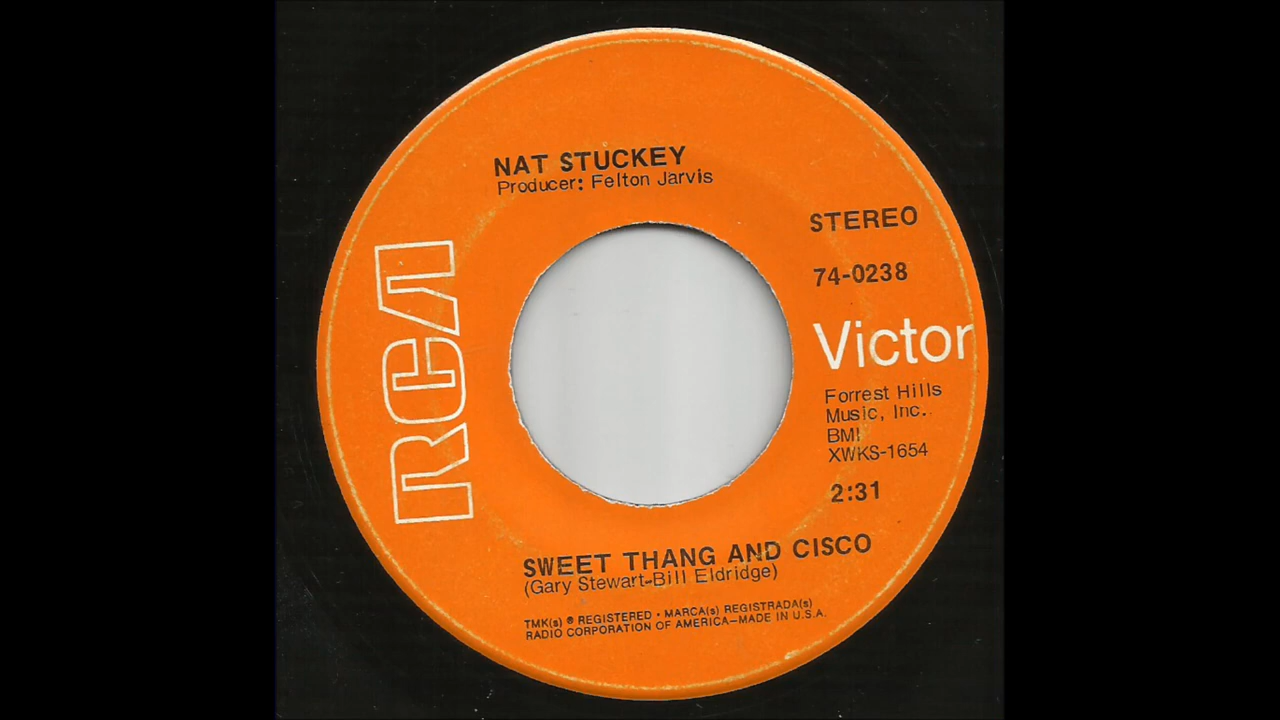 NAT STUCKEY
Producer: Felton Jarvis
STEREO
74-0238
RCA
Victor
Forrest Hills
Music, Inc.
BMI
XWKS-1654
2:31
SWEET THANG AND CISCO
(Gary Stewart-Bill Eldridge)
TMK(s) ® REGISTERED • MARCA(s) REGISTRADA(s)
RADIO CORPORATION OF AMERICA—MADE IN U.S.A.